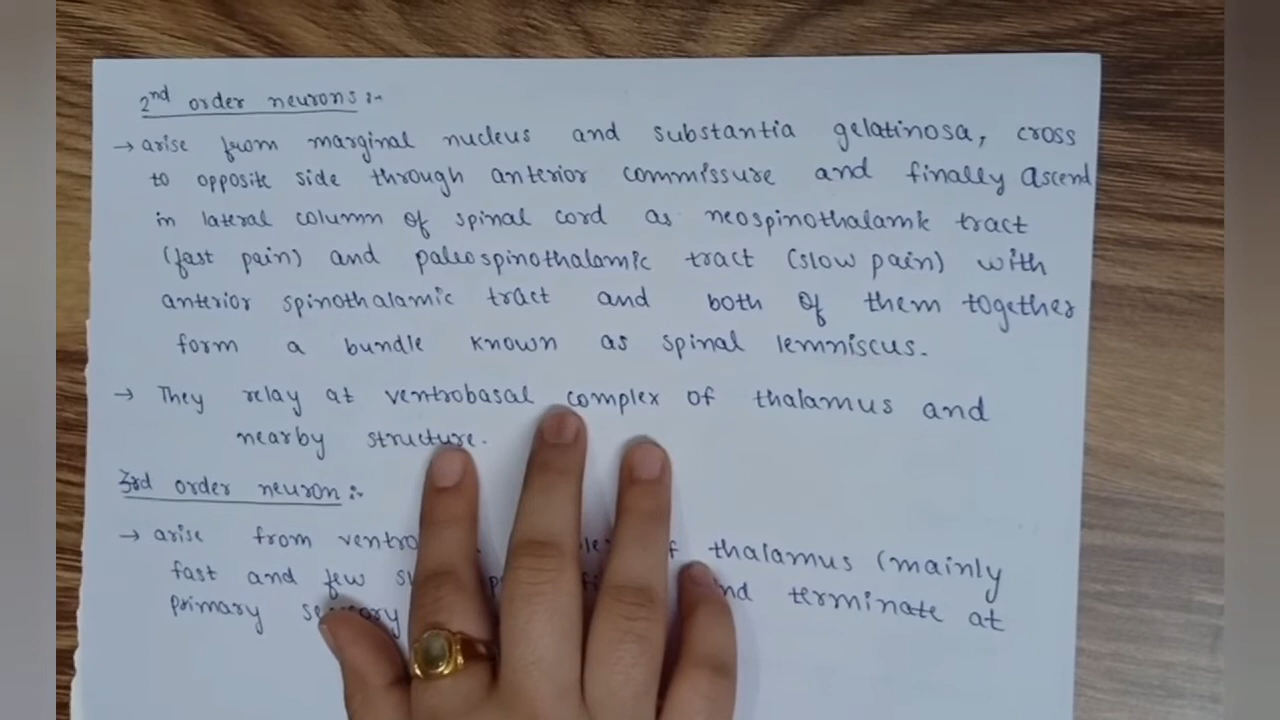 2nd order neurons:-
→ arise from marginal nucleus and substantia gelatinosa, cross
to opposite side through anterior commissure and finally ascend
in lateral column of spinal cord as neospinothalamic tract
(fast pain) and paleospinothalamic tract (slow pain) with
anterior spinothalamic tract and both of them together
form a bundle known as spinal lemniscus.
→ They relay at ventrobasal complex of thalamus and
nearby structure.
3rd order neuron:-
→ arise from thalamus (mainly
fast and few terminate at
primary